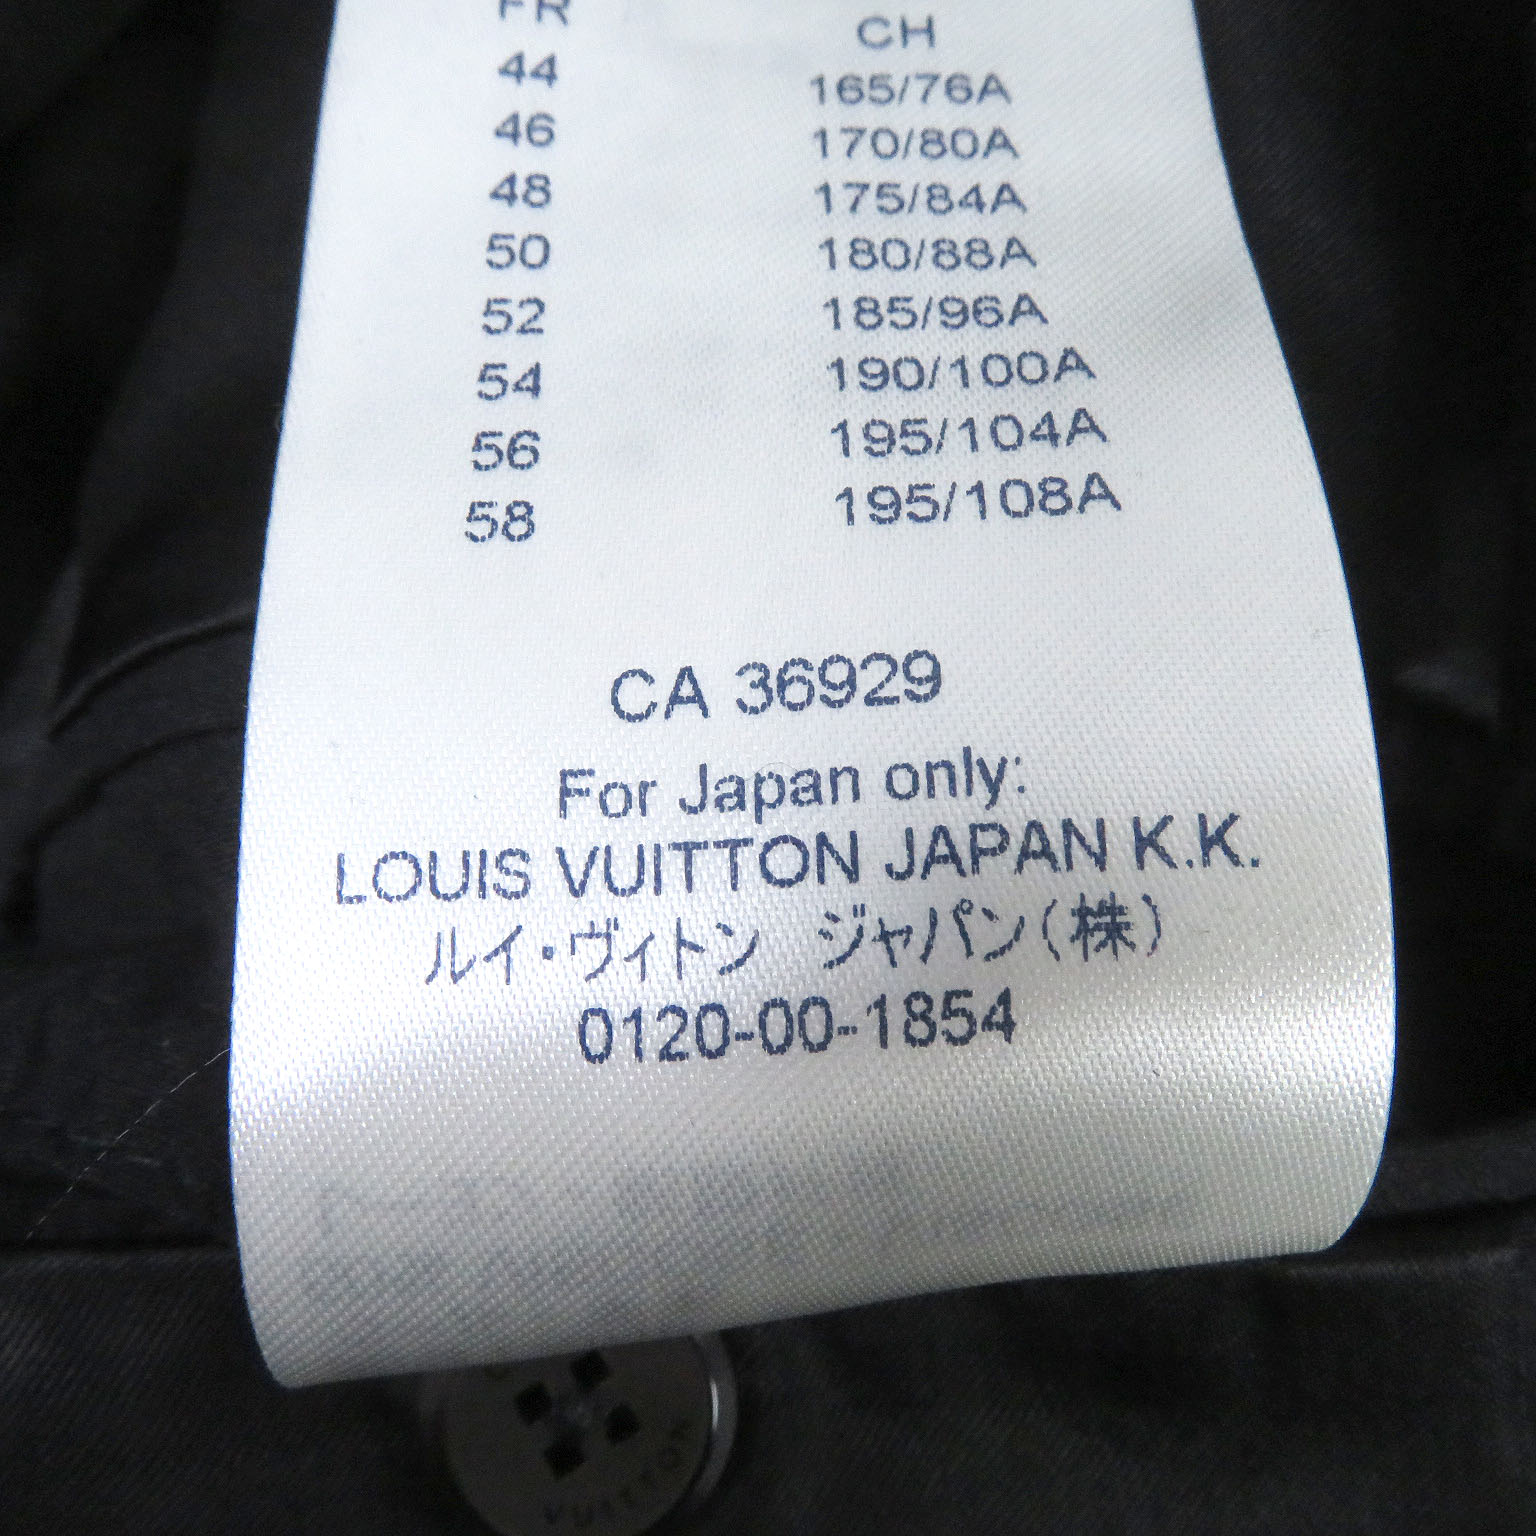 FR CH
44 165/76A
46 170/80A
48 175/84A
50 180/88A
52 185/96A
54 190/100A
56 195/104A
58 195/108A
CA 36929
For Japan only:
LOUIS VUITTON JAPAN K.K.
ルイ・ヴィトン ジャパン(株)
0120-00-1854
VUITTON